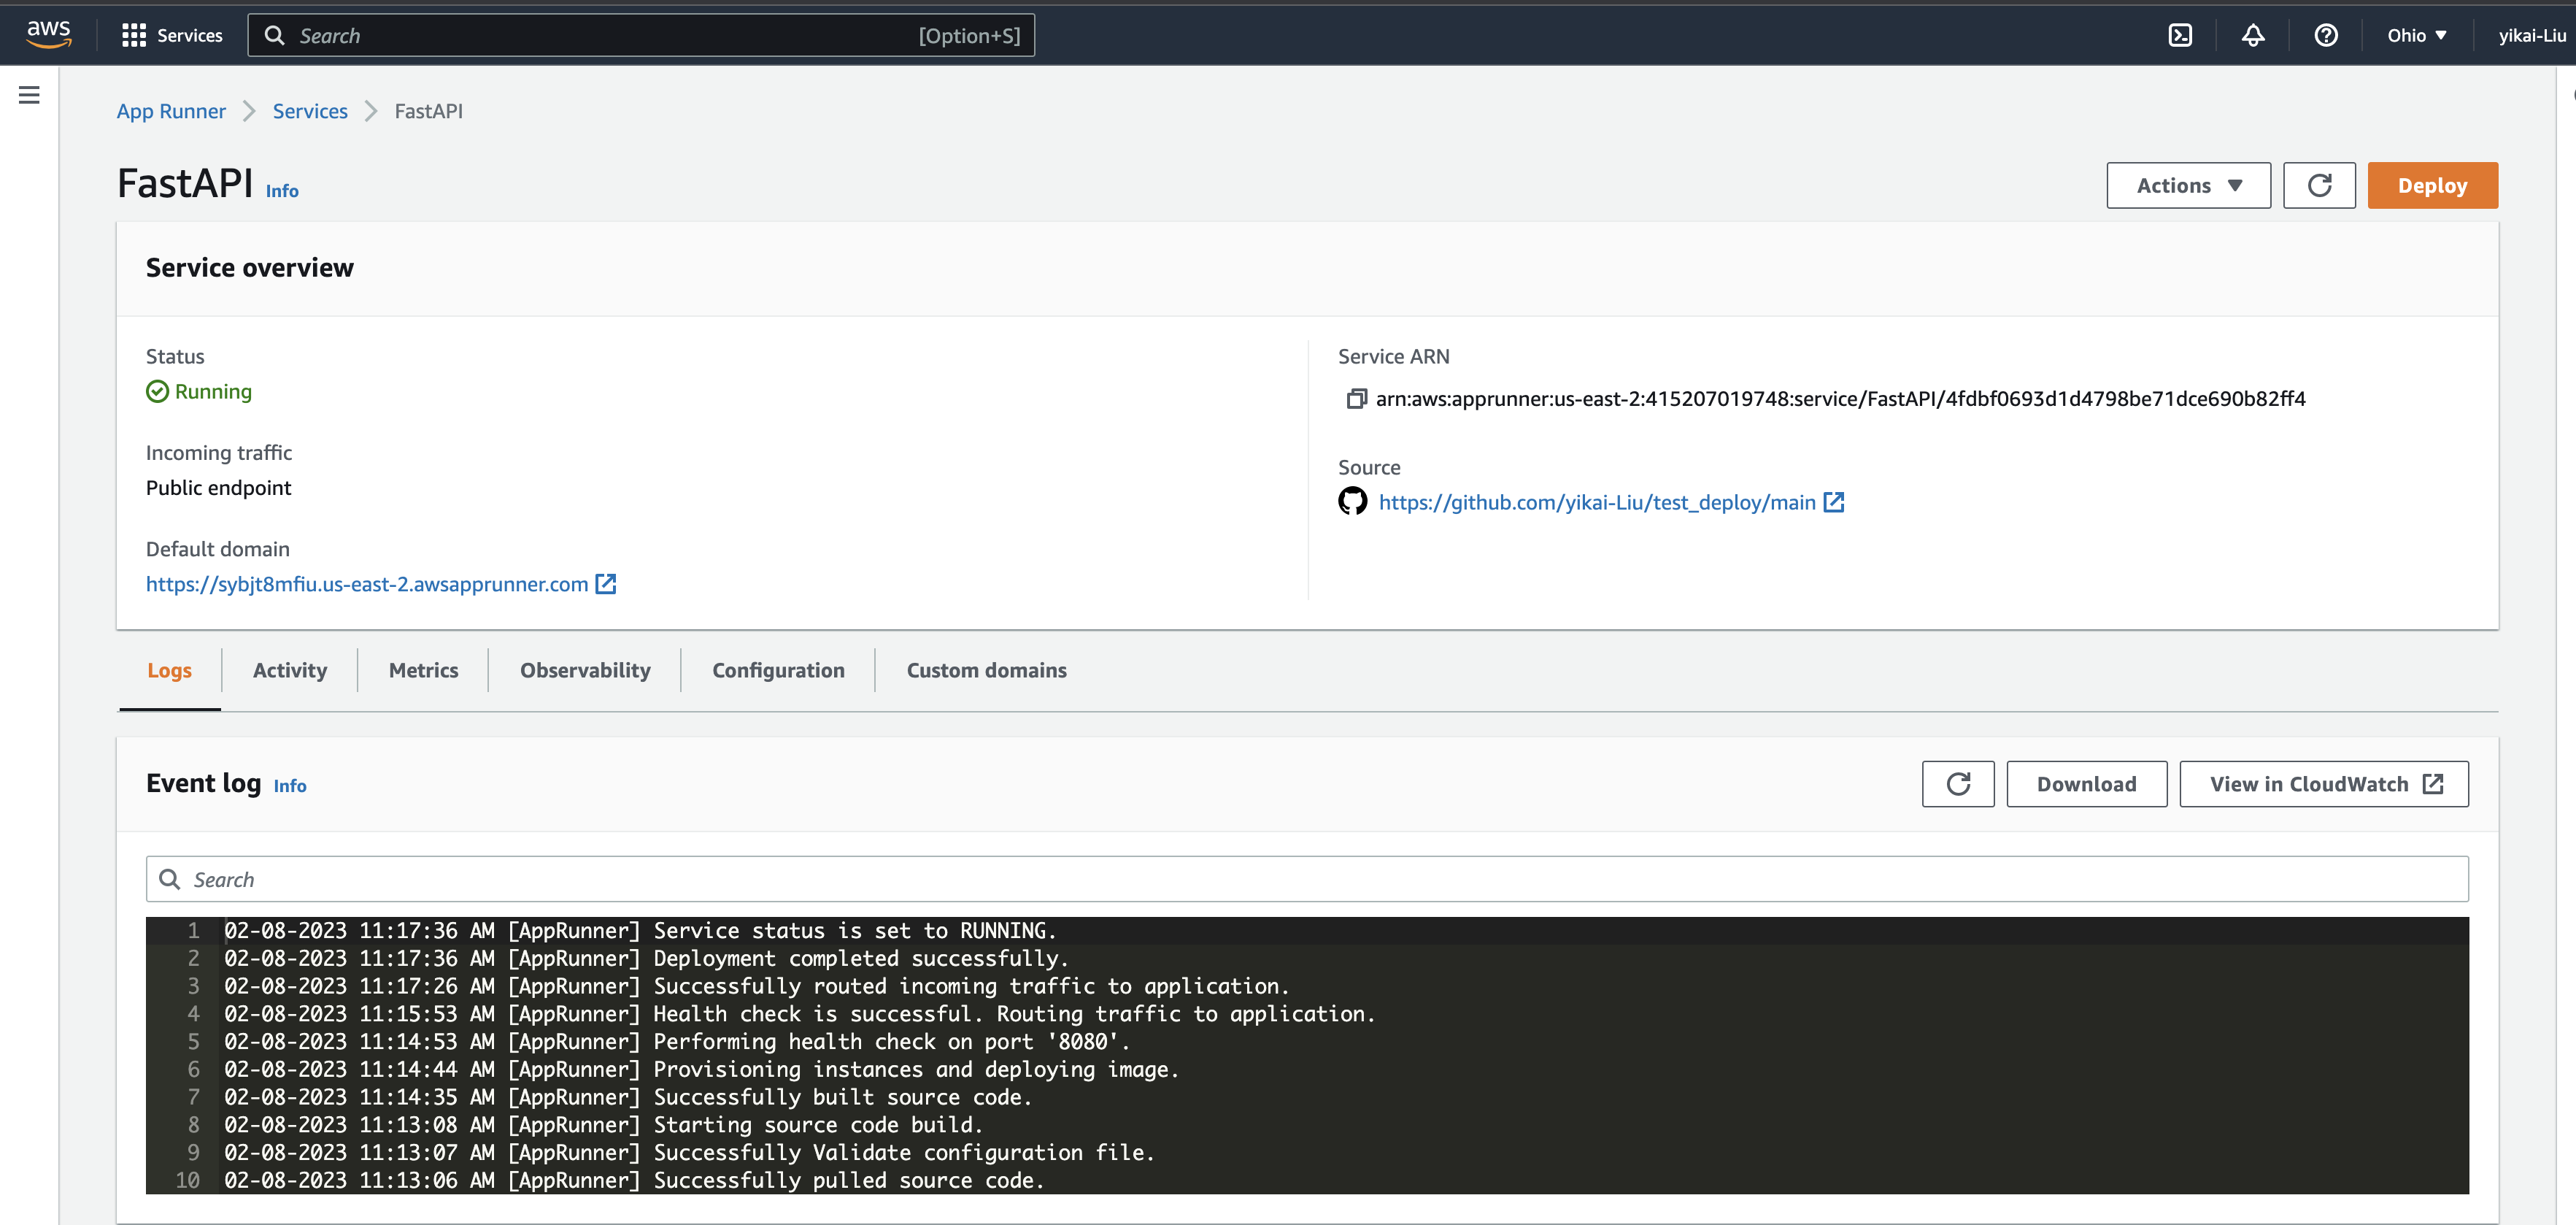 aws Services Search [Option+S] Ohio yikai-Liu
App Runner Services FastAPI
FastAPI Info Actions Deploy
Service overview
Status
Running
Incoming traffic
Public endpoint
Default domain
https://sybjt8mfiu.us-east-2.awsapprunner.com
Service ARN
arn:aws:apprunner:us-east-2:415207019748:service/FastAPI/4fdbf0693d1d4798be71dce690b82ff4
Source
https://github.com/yikai-Liu/test_deploy/main
Logs Activity Metrics Observability Configuration Custom domains
Event log Info Download View in CloudWatch
Search
1 02-08-2023 11:17:36 AM [AppRunner] Service status is set to RUNNING.
2 02-08-2023 11:17:36 AM [AppRunner] Deployment completed successfully.
3 02-08-2023 11:17:26 AM [AppRunner] Successfully routed incoming traffic to application.
4 02-08-2023 11:15:53 AM [AppRunner] Health check is successful. Routing traffic to application.
5 02-08-2023 11:14:53 AM [AppRunner] Performing health check on port '8080'.
6 02-08-2023 11:14:44 AM [AppRunner] Provisioning instances and deploying image.
7 02-08-2023 11:14:35 AM [AppRunner] Successfully built source code.
8 02-08-2023 11:13:08 AM [AppRunner] Starting source code build.
9 02-08-2023 11:13:07 AM [AppRunner] Successfully Validate configuration file.
10 02-08-2023 11:13:06 AM [AppRunner] Successfully pulled source code.